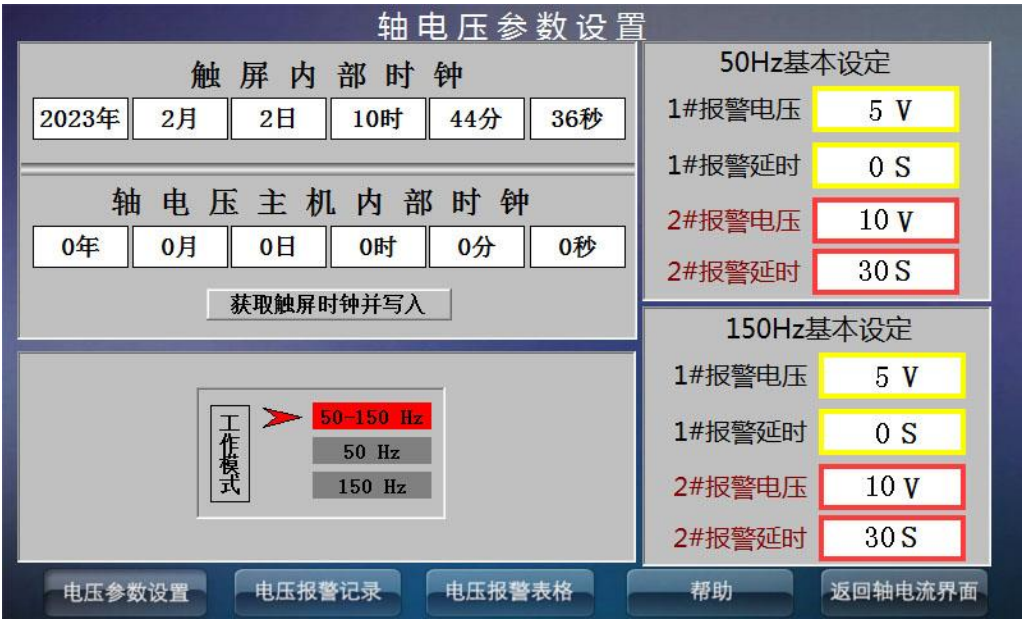 轴电压参数设置
触屏内部时钟
2023年 2月 2日 10时 44分 36秒
轴电压主机内部时钟
0年 0月 0日 0时 0分 0秒
获取触屏时钟并写入
工作模式
50-150 Hz
50 Hz
150 Hz
50Hz基本设定
1#报警电压 5 V
1#报警延时 0 S
2#报警电压 10 V
2#报警延时 30 S
150Hz基本设定
1#报警电压 5 V
1#报警延时 0 S
2#报警电压 10 V
2#报警延时 30 S
电压参数设置 电压报警记录 电压报警表格 帮助 返回轴电流界面